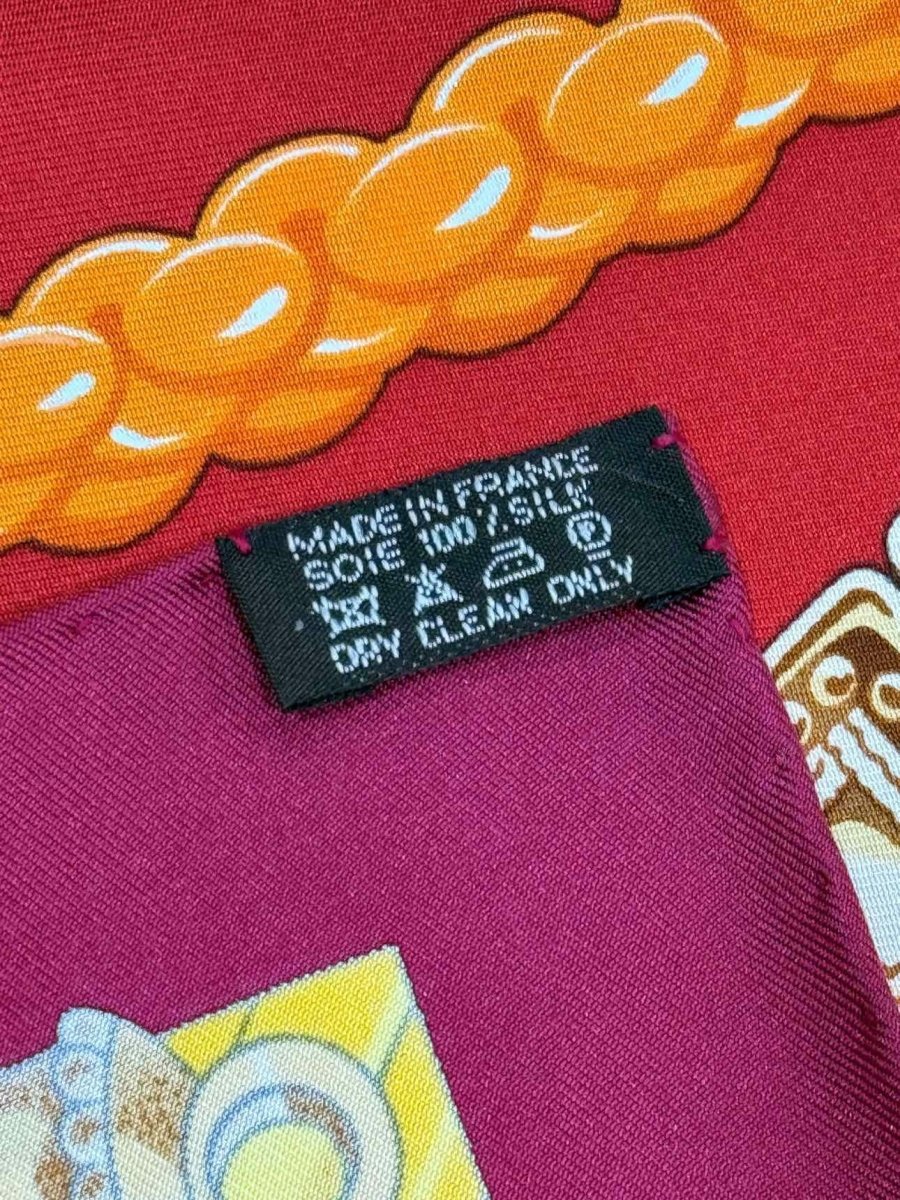 MADE IN FRANCE
SOIE 100% SILK
DRY CLEAN ONLY